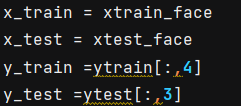 x_train = xtrain_face
x_test = xtest_face
y_train =ytrain[:,4]
y_test =ytest[:,3]